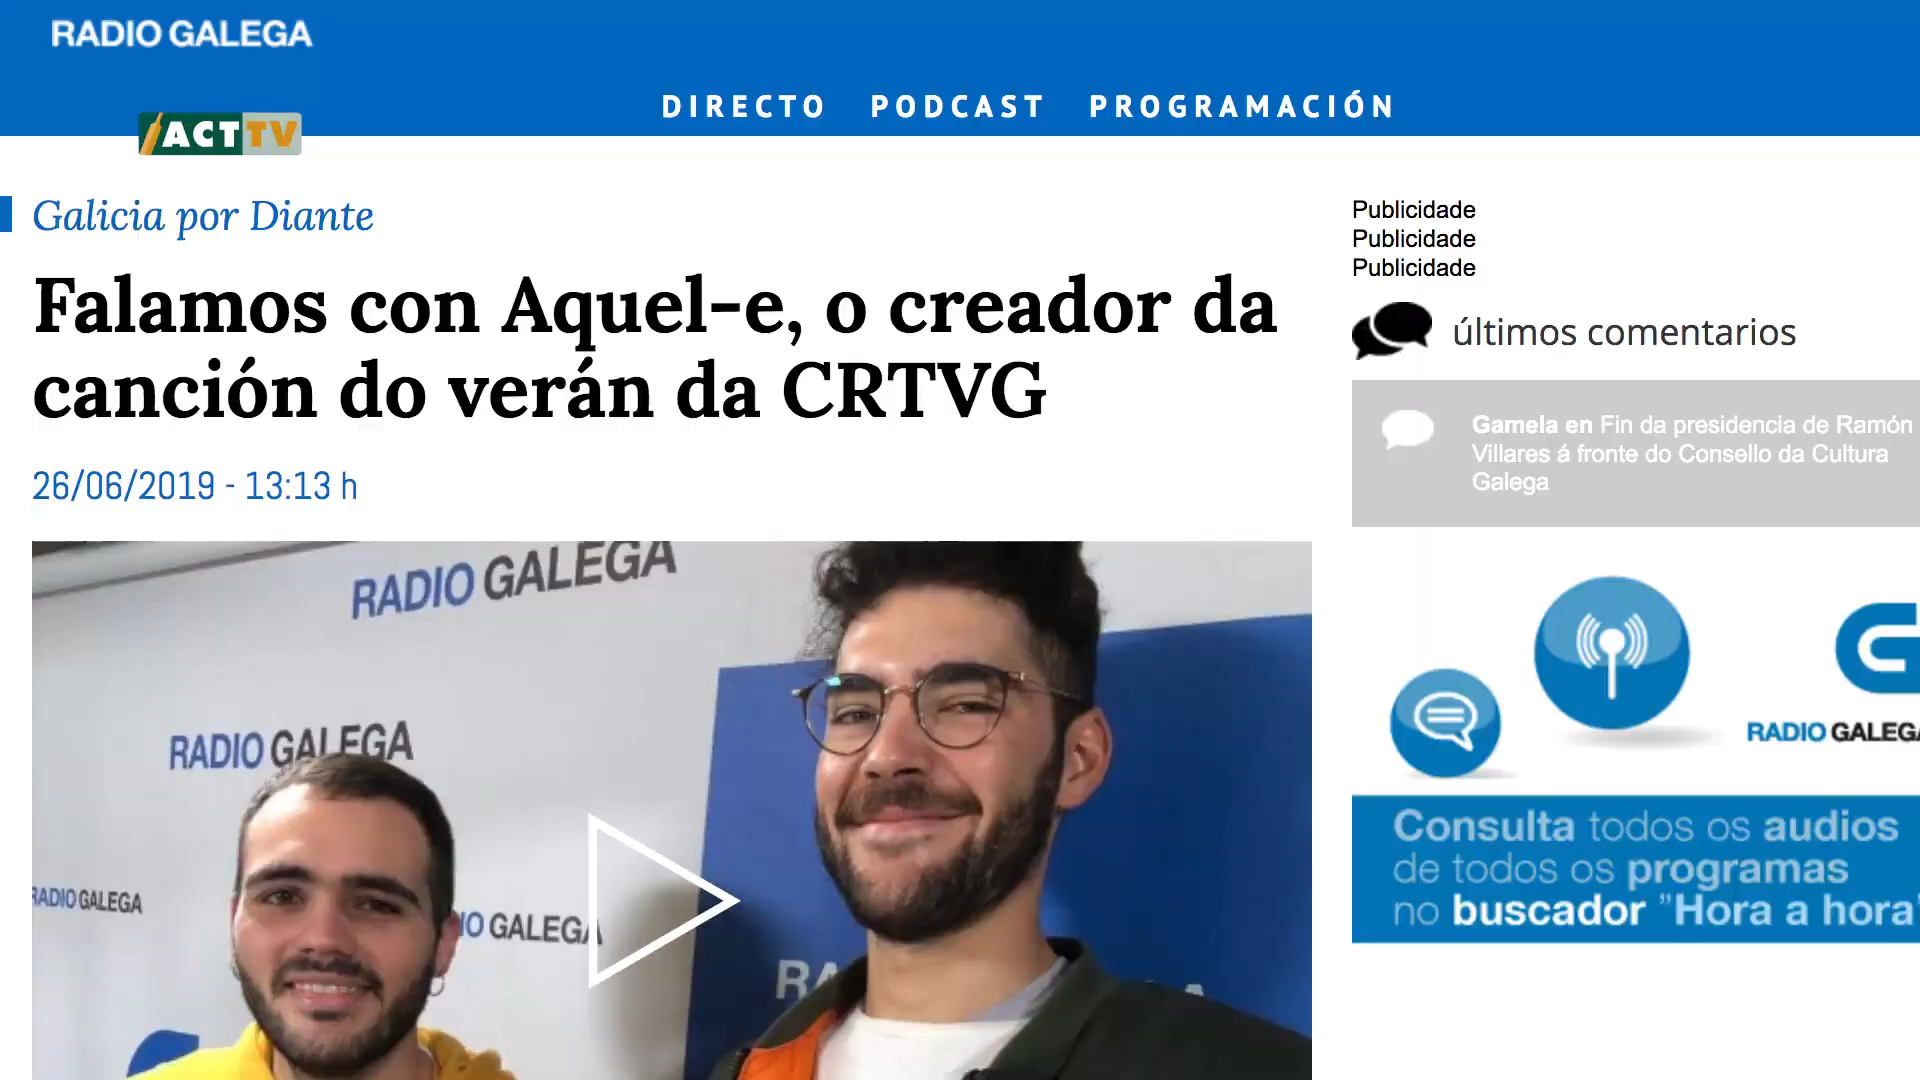 RADIO GALEGA
DIRECTO PODCAST PROGRAMACIÓN
ACTTV
Galicia por Diante
Falamos con Aquel-e, o creador da
canción do verán da CRTVG
26/06/2019 - 13:13 h
RADIO GALEGA
RADIO GALEGA
RADIO GALEGA
IO GALEGA
RA
Publicidade
Publicidade
Publicidade
últimos comentarios
Gamela en Fin da presidencia de Ramón
Villares á fronte do Consello da Cultura
Galega
RADIO GALEGA
Consulta todos os audios
de todos os programas
no buscador "Hora a hora"